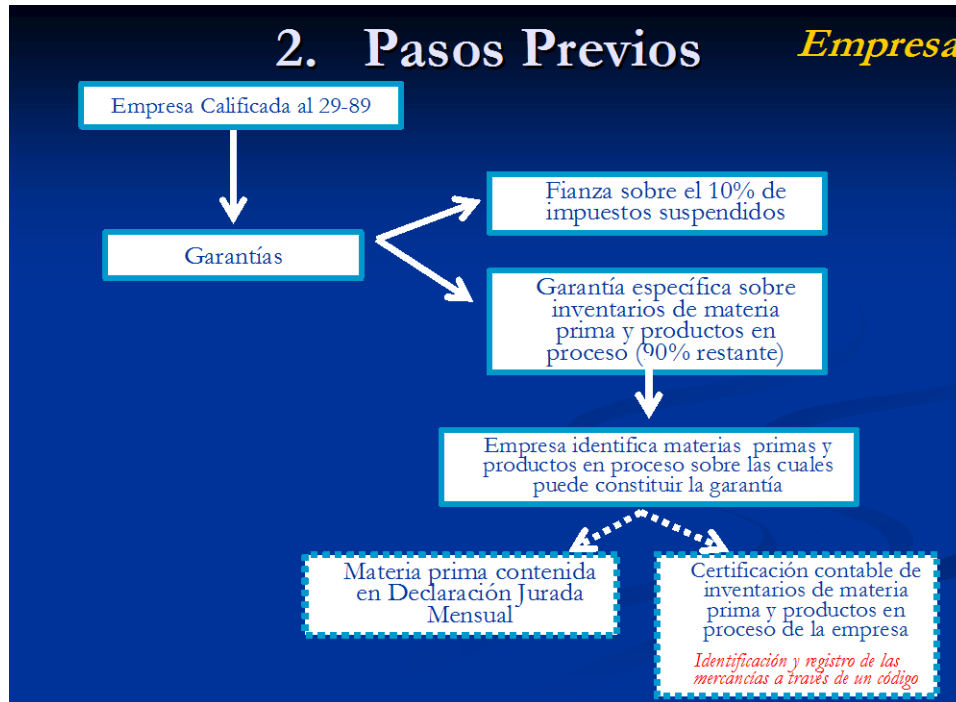 2. Pasos Previos
Empresa
Empresa Calificada al 29-89
Fianza sobre el 10% de
impuestos suspendidos
Garantías
Garantía específica sobre
inventarios de materia
prima y productos en
proceso (90% restante)
Empresa identifica materias primas y
productos en proceso sobre las cuales
puede constituir la garantía
Materia prima contenida
en Declaración Jurada
Mensual
Certificación contable de
inventarios de materia
prima y productos en
proceso de la empresa
Identificación y registro de las
mercancías a través de un código